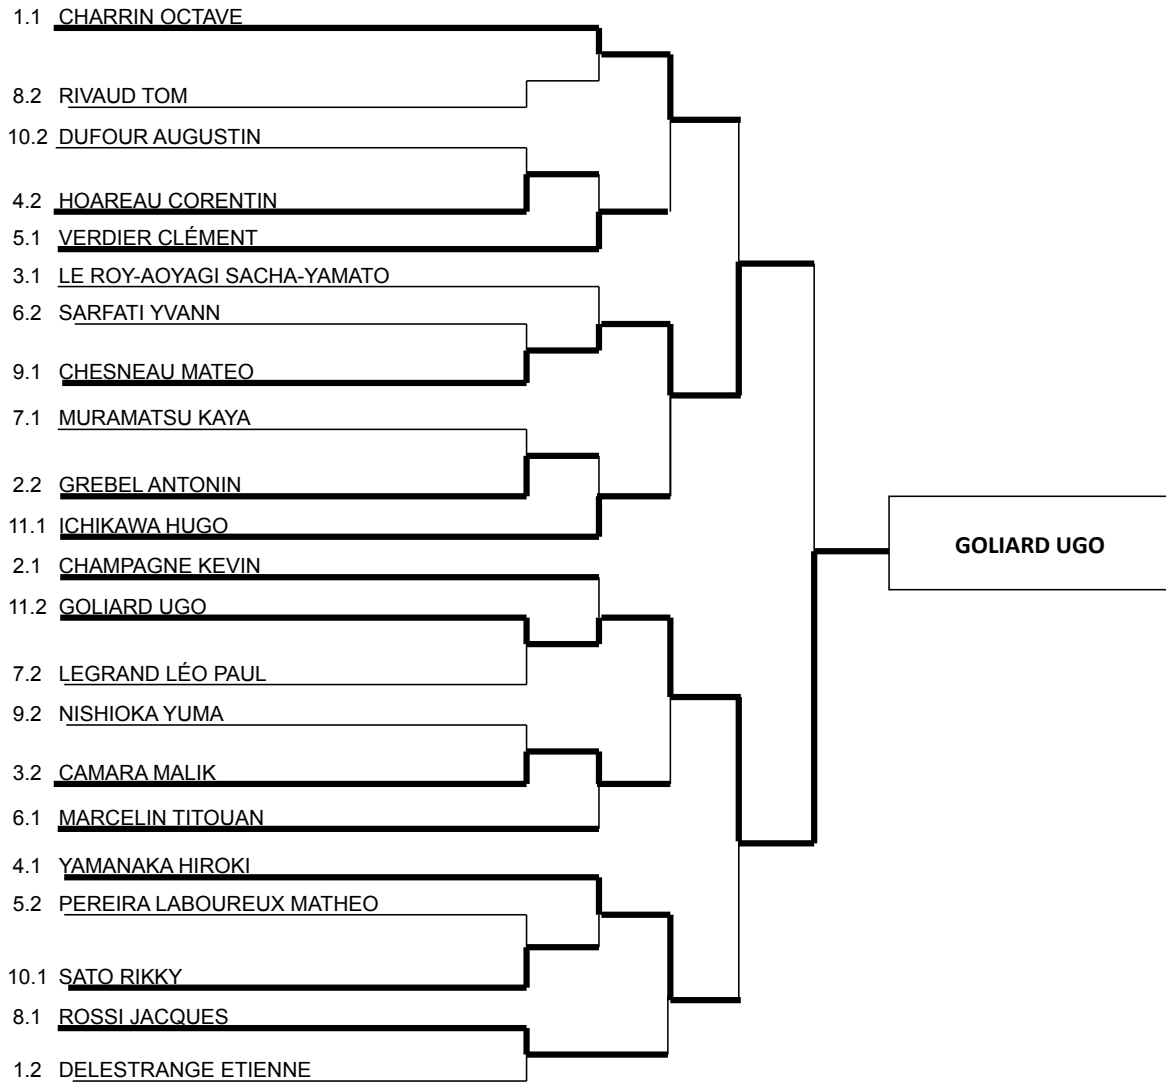 1.1 CHARRIN OCTAVE
8.2 RIVAUD TOM
10.2 DUFOUR AUGUSTIN
4.2 HOAREAU CORENTIN
5.1 VERDIER CLÉMENT
3.1 LE ROY-AOYAGI SACHA-YAMATO
6.2 SARFATI YVANN
9.1 CHESNEAU MATEO
7.1 MURAMATSU KAYA
2.2 GREBEL ANTONIN
11.1 ICHIKAWA HUGO
GOLIARD UGO
2.1 CHAMPAGNE KEVIN
11.2 GOLIARD UGO
7.2 LEGRAND LÉO PAUL
9.2 NISHIOKA YUMA
3.2 CAMARA MALIK
6.1 MARCELIN TITOUAN
4.1 YAMANAKA HIROKI
5.2 PEREIRA LABOUREUX MATHEO
10.1 SATO RIKKY
8.1 ROSSI JACQUES
1.2 DELESTRANGE ETIENNE